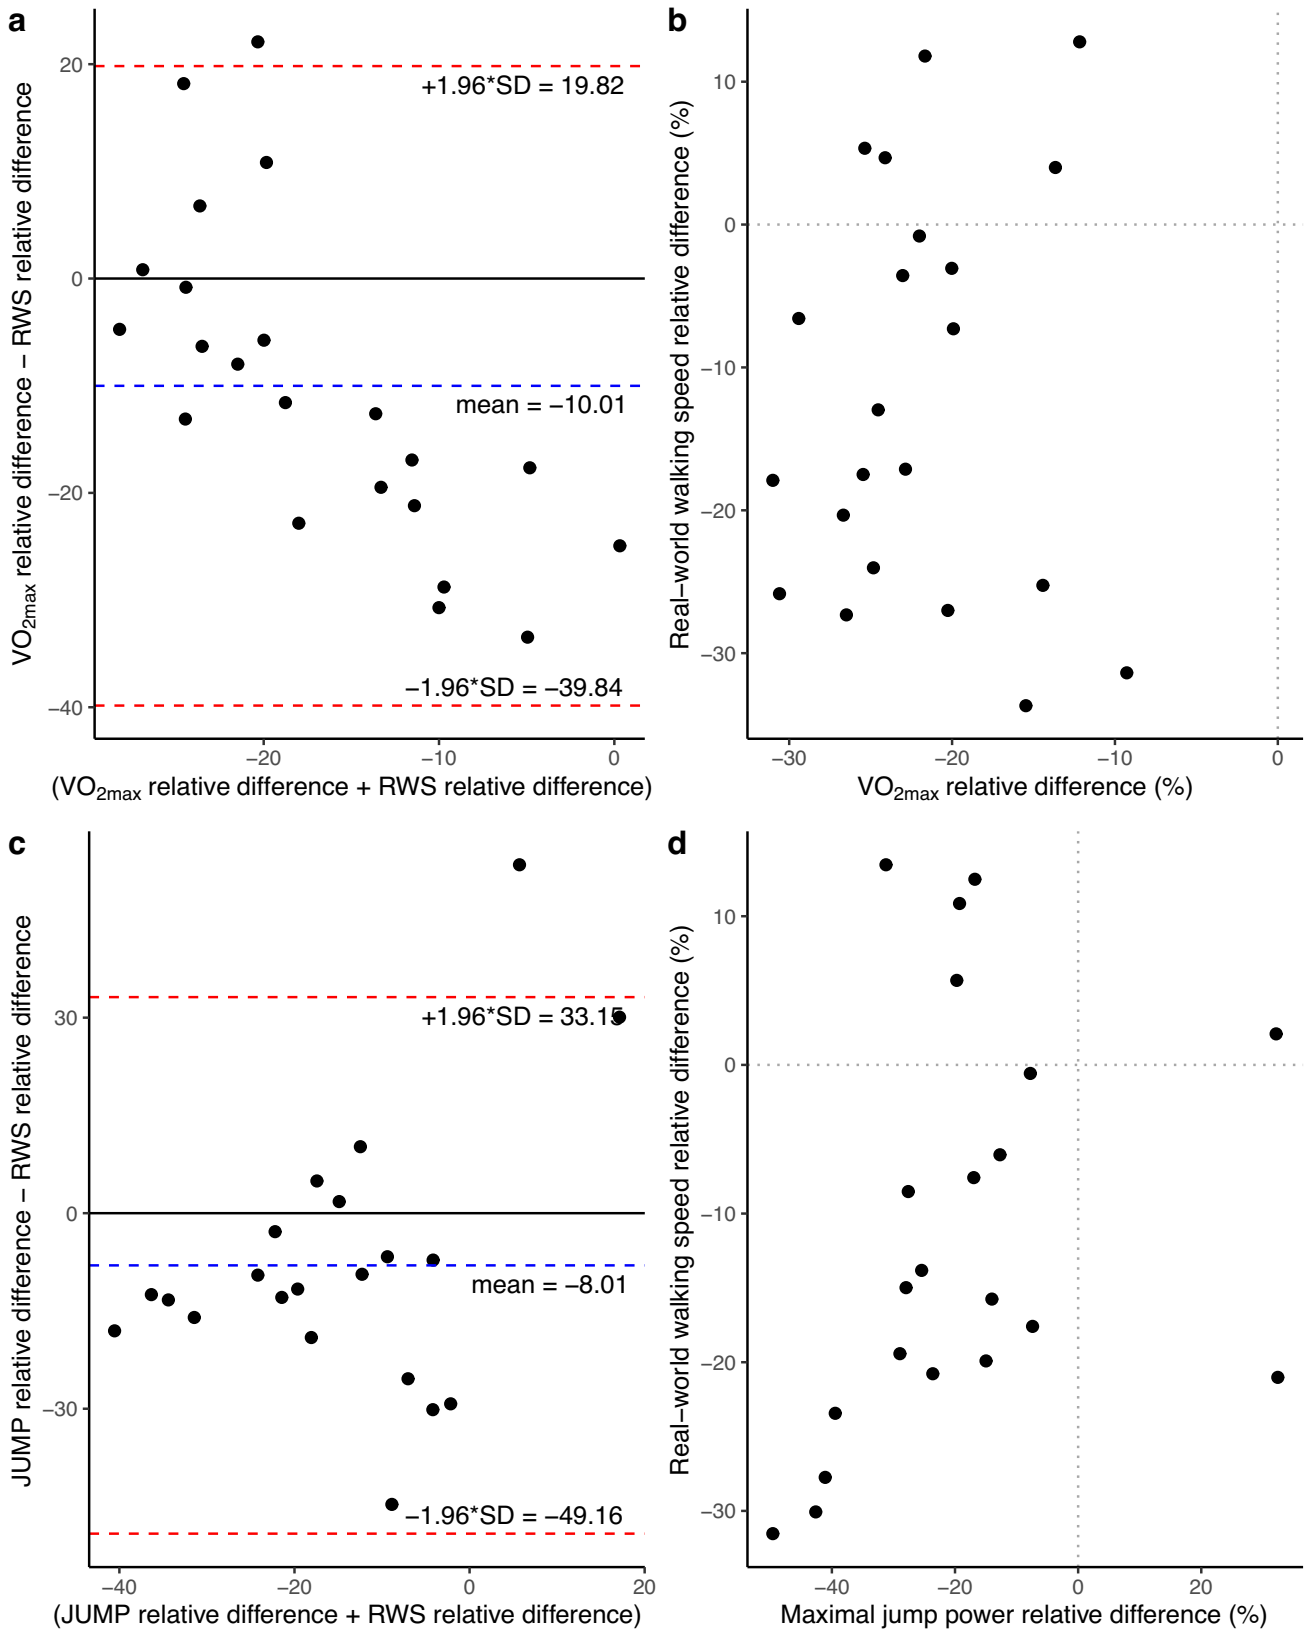 a
VO2max relative difference − RWS relative difference
20
0
−20
−40
+1.96*SD = 19.82
mean = −10.01
−1.96*SD = −39.84
−20 −10 0
(VO2max relative difference + RWS relative difference)
b
Real−world walking speed relative difference (%)
10
0
−10
−20
−30
−30 −20 −10 0
VO2max relative difference (%)
c
JUMP relative difference − RWS relative difference
30
0
−30
+1.96*SD = 33.15
mean = −8.01
−1.96*SD = −49.16
−40 −20 0 20
(JUMP relative difference + RWS relative difference)
d
Real−world walking speed relative difference (%)
10
0
−10
−20
−30
−40 −20 0 20
Maximal jump power relative difference (%)